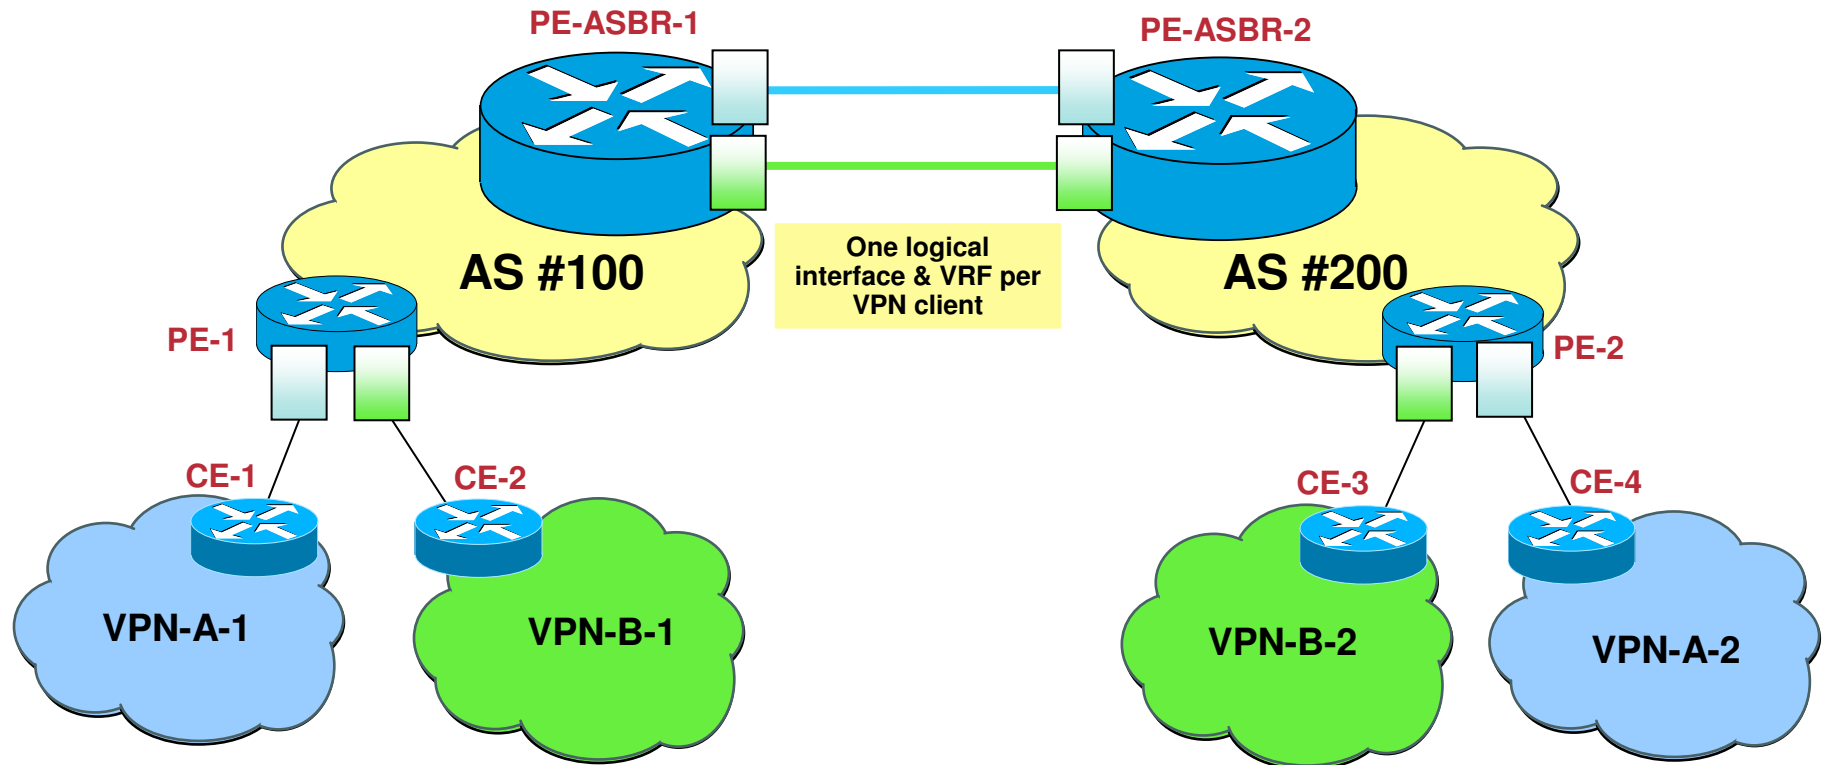 PE-ASBR-1
PE-ASBR-2
One logical
interface & VRF per
VPN client
AS #100
AS #200
PE-1
PE-2
CE-1
CE-2
CE-3
CE-4
VPN-A-1
VPN-B-1
VPN-B-2
VPN-A-2